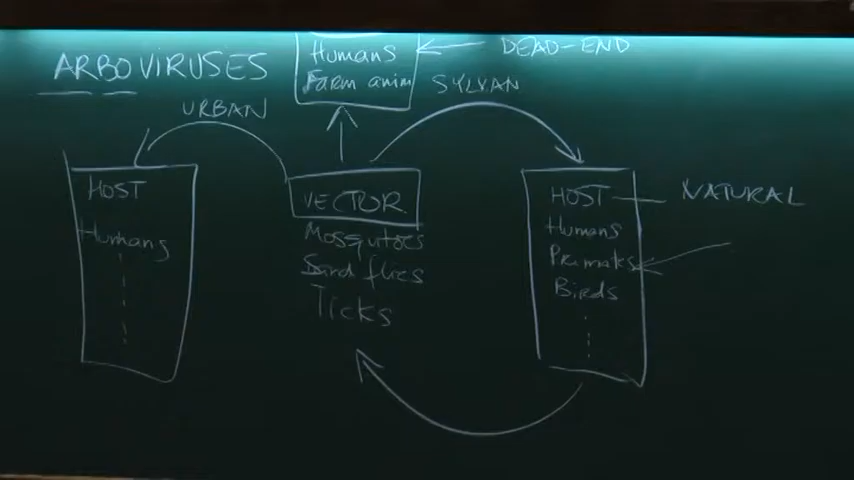 Humans
DEAD-END
ARBOVIRUSES
Farm anim
SYLVAN
URBAN
HOST
Humans
VECTOR
Mosquitoes
Sand flies
Ticks
HOST
NATURAL
Humans
Primates
Birds